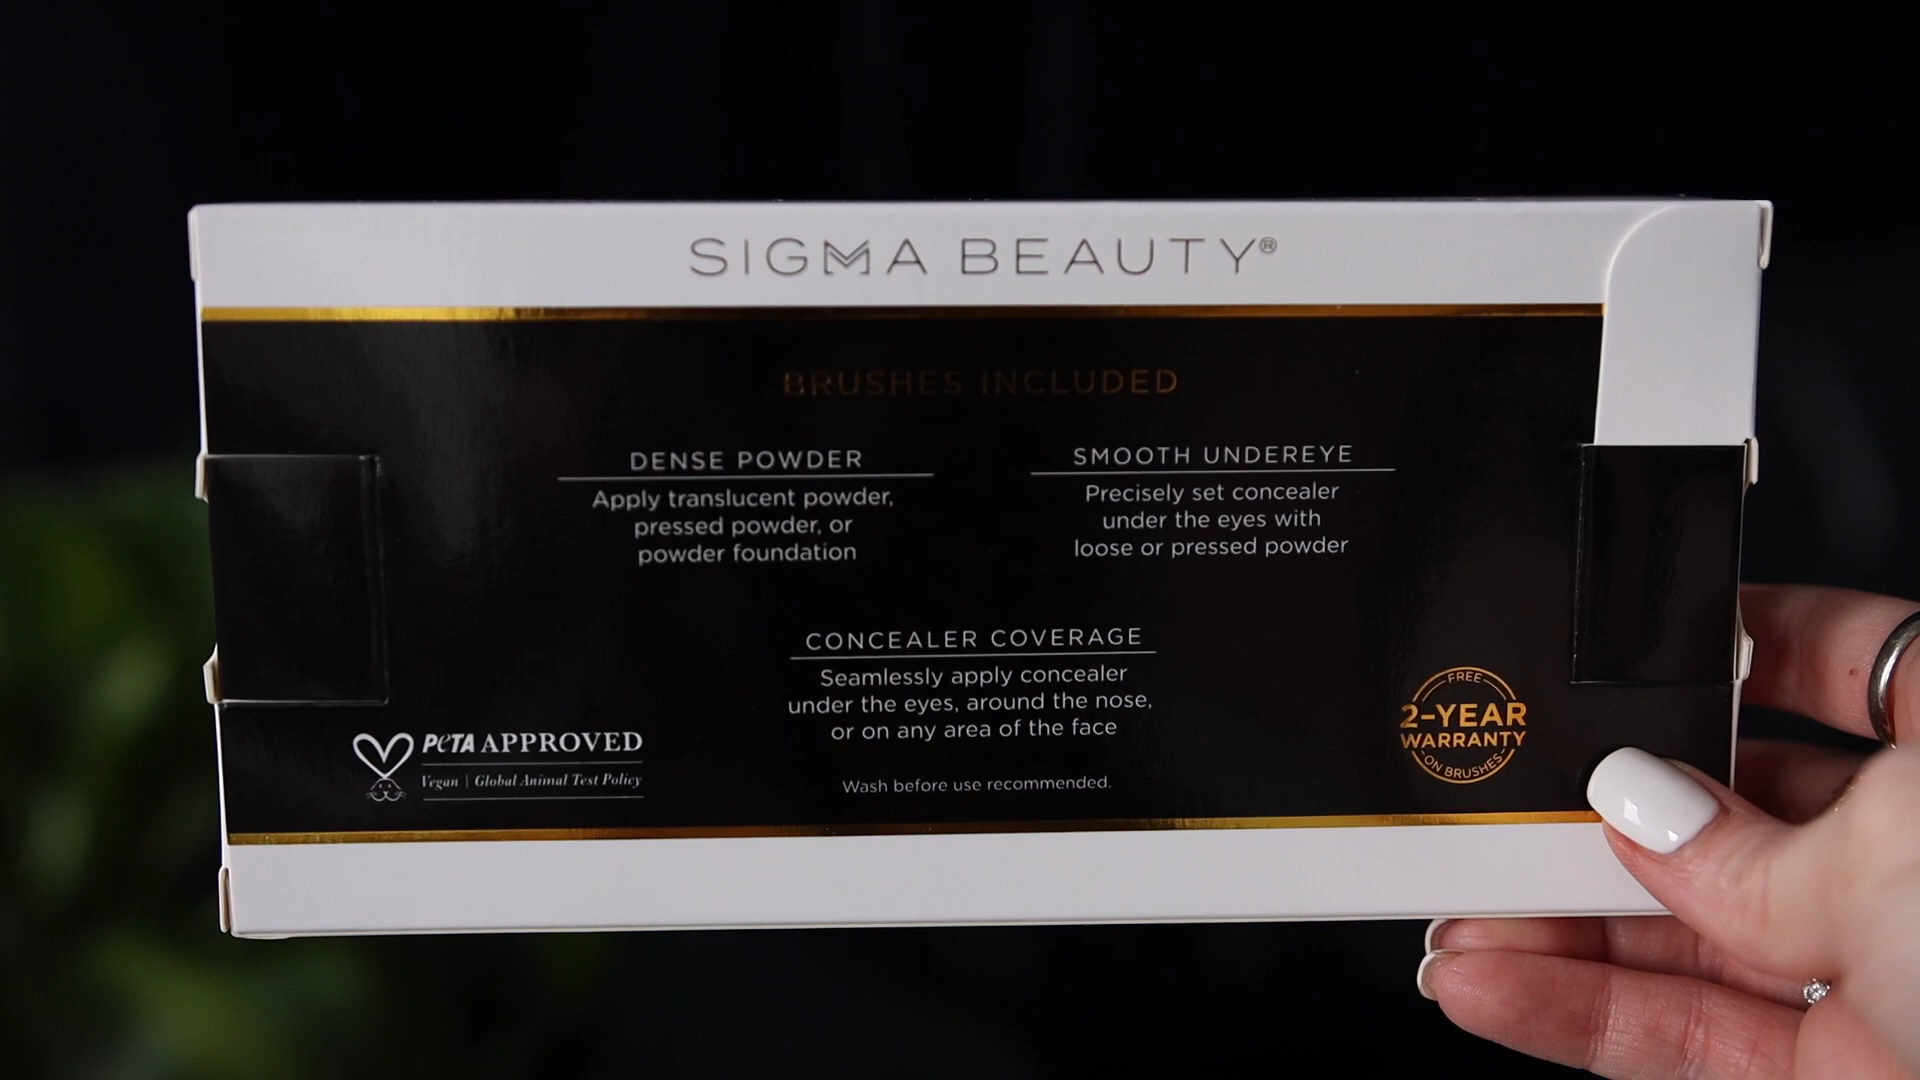 SIGMA BEAUTY®
BRUSHES INCLUDED
DENSE POWDER
Apply translucent powder,
pressed powder, or
powder foundation
SMOOTH UNDEREYE
Precisely set concealer
under the eyes with
loose or pressed powder
CONCEALER COVERAGE
Seamlessly apply concealer
under the eyes, around the nose,
or on any area of the face
Wash before use recommended.
PETA APPROVED
Vegan | Global Animal Test Policy
FREE
2-YEAR
WARRANTY
ON BRUSHES